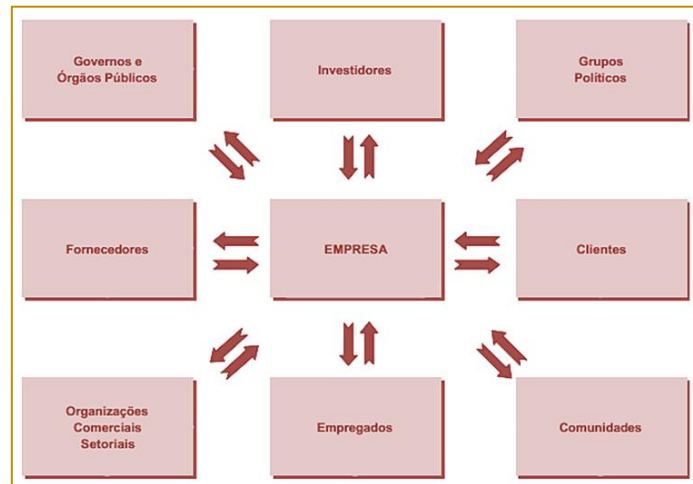 Governos e
Órgãos Públicos
Investidores
Grupos
Políticos
Fornecedores
EMPRESA
Clientes
Organizações
Comerciais
Setoriais
Empregados
Comunidades